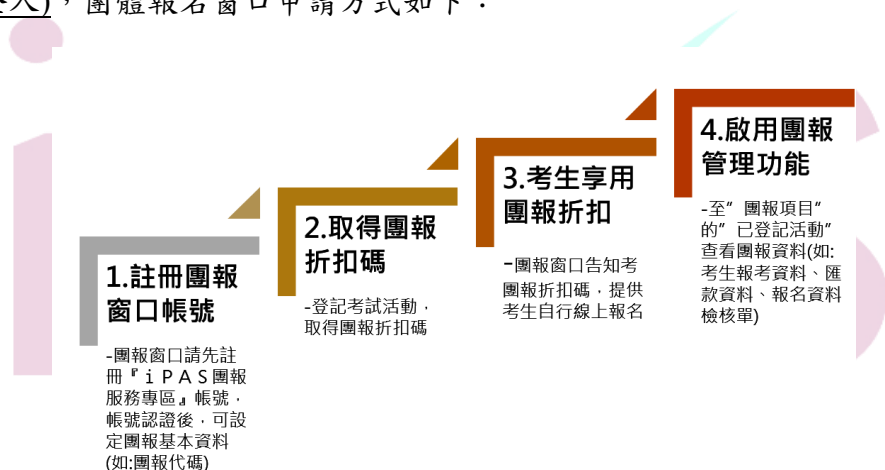 登入)，團體報名窗口申請方式如下：
1.註冊團報
窗口帳號
-團報窗口請先註
冊『ｉＰＡＳ團報
服務專區』帳號，
帳號認證後，可設
定團報基本資料
(如:團報代碼)
2.取得團報
折扣碼
-登記考試活動，
取得團報折扣碼
3.考生享用
團報折扣
-團報窗口告知考
團報折扣碼，提供
考生自行線上報名
4.啟用團報
管理功能
-至”團報項目”
的”已登記活動”
查看團報資料(如:
考生報考資料、匯
款資料、報名資料
檢核單)